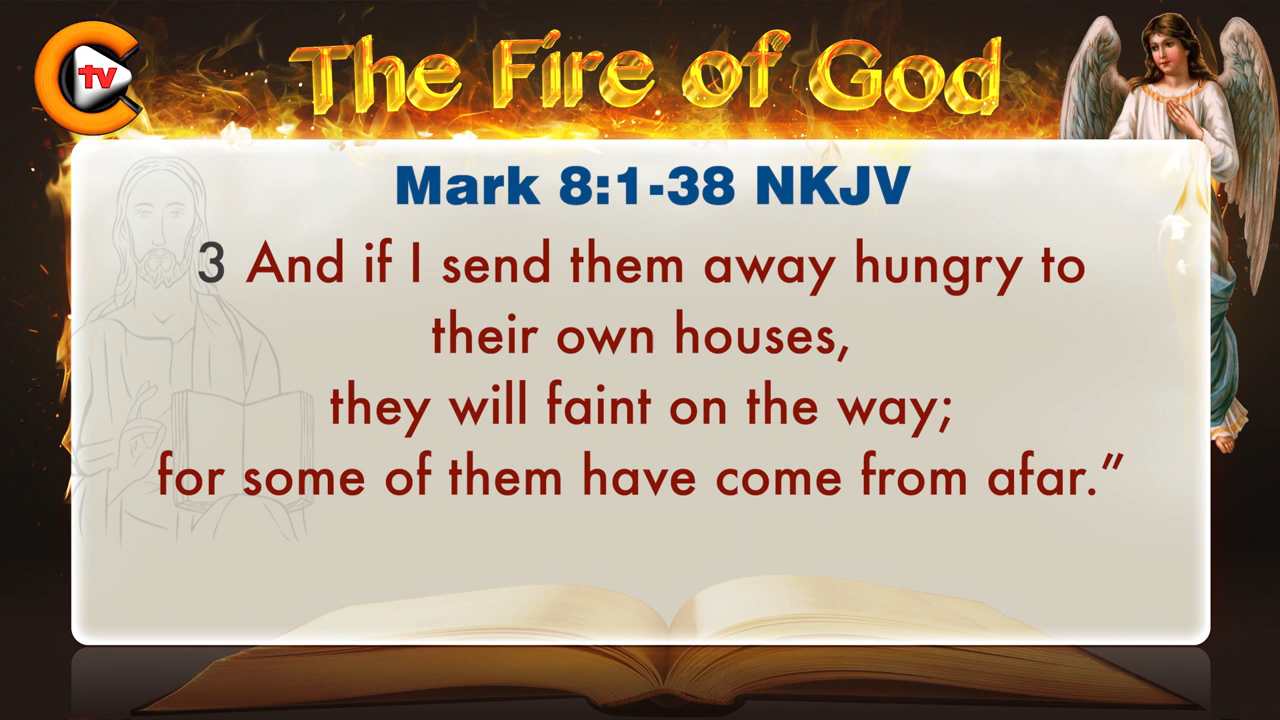 tv
The Fire of God
Mark 8:1-38 NKJV
3 And if I send them away hungry to
their own houses,
they will faint on the way;
for some of them have come from afar.”